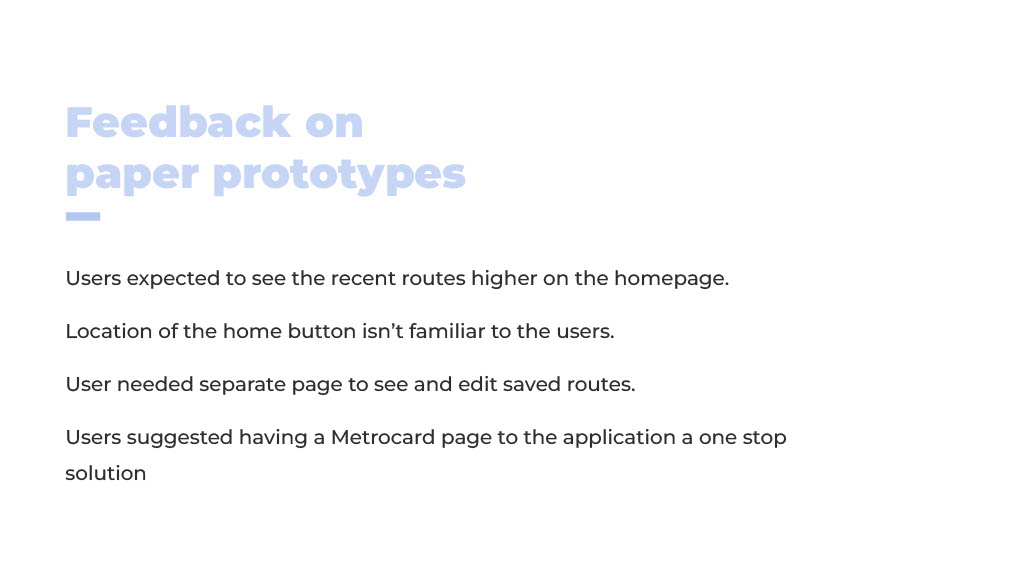 Feedback on
paper prototypes
Users expected to see the recent routes higher on the homepage.
Location of the home button isn’t familiar to the users.
User needed separate page to see and edit saved routes.
Users suggested having a Metrocard page to the application a one stop
solution